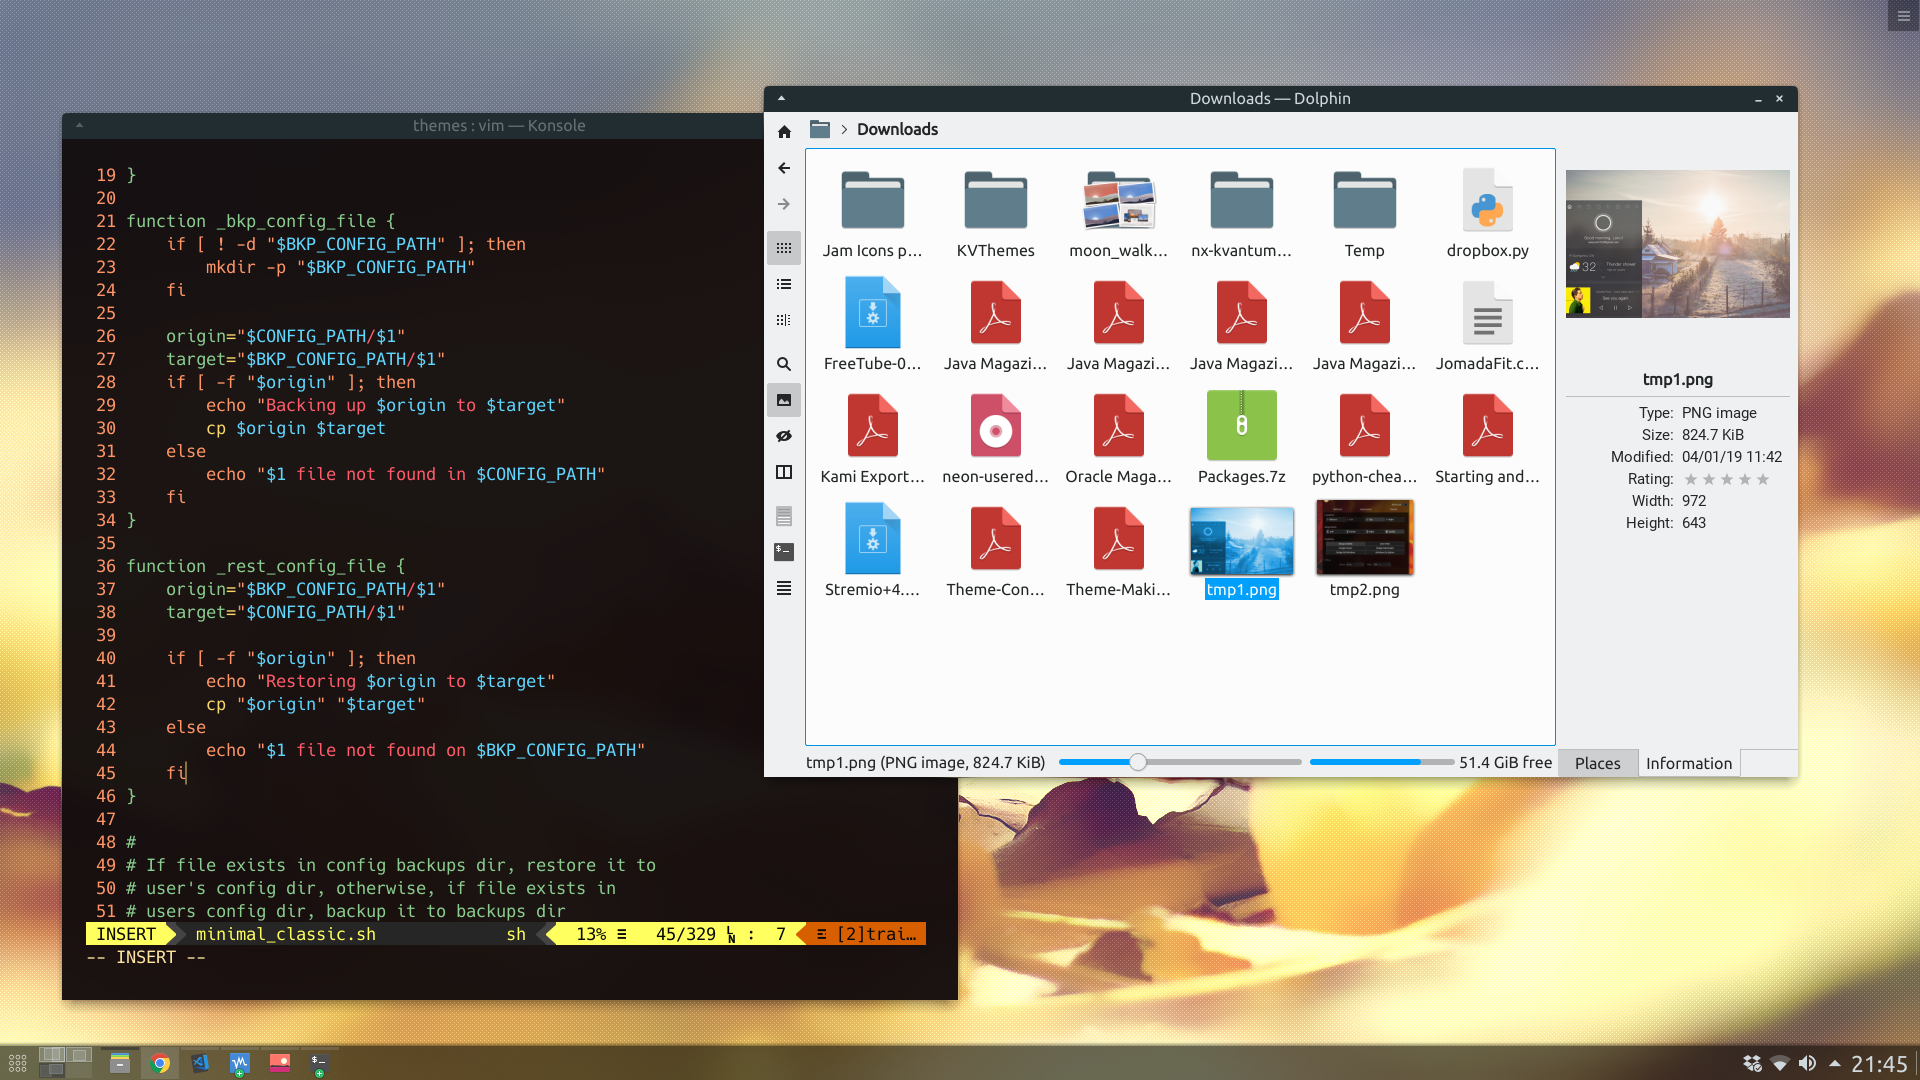 themes : vim — Konsole
19 }
20
21 function _bkp_config_file {
22     if [ ! -d "$BKP_CONFIG_PATH" ]; then
23         mkdir -p "$BKP_CONFIG_PATH"
24     fi
25
26     origin="$CONFIG_PATH/$1"
27     target="$BKP_CONFIG_PATH/$1"
28     if [ -f "$origin" ]; then
29         echo "Backing up $origin to $target"
30         cp $origin $target
31     else
32         echo "$1 file not found in $CONFIG_PATH"
33     fi
34 }
35
36 function _rest_config_file {
37     origin="$BKP_CONFIG_PATH/$1"
38     target="$CONFIG_PATH/$1"
39
40     if [ -f "$origin" ]; then
41         echo "Restoring $origin to $target"
42         cp "$origin" "$target"
43     else
44         echo "$1 file not found on $BKP_CONFIG_PATH"
45     fi
46 }
47
48 #
49 # If file exists in config backups dir, restore it to
50 # user's config dir, otherwise, if file exists in
51 # users config dir, backup it to backups dir
INSERT minimal_classic.sh sh 13% ≡ 45/329 LN : 7 ≡ [2]trai…
-- INSERT --
Downloads — Dolphin
> Downloads
Jam Icons p… KVThemes moon_walk… nx-kvantum… Temp dropbox.py
FreeTube-0… Java Magazi… Java Magazi… Java Magazi… Java Magazi… JomadaFit.c…
Kami Export… neon-usered… Oracle Maga… Packages.7z python-chea… Starting and…
Stremio+4.… Theme-Con… Theme-Maki… tmp1.png tmp2.png
tmp1.png (PNG image, 824.7 KiB) 51.4 GiB free
32
tmp1.png
Type: PNG image
Size: 824.7 KiB
Modified: 04/01/19 11:42
Rating:
Width: 972
Height: 643
Places Information
21:45